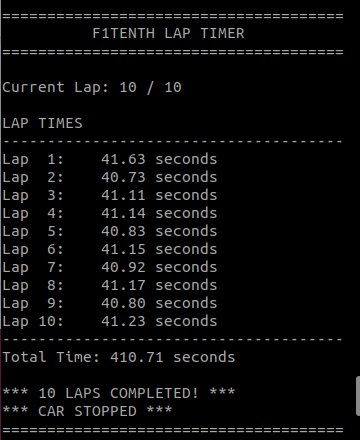 ======================================
F1TENTH LAP TIMER
======================================
Current Lap: 10 / 10
LAP TIMES
--------------------------------------
Lap  1:    41.63 seconds
Lap  2:    40.73 seconds
Lap  3:    41.11 seconds
Lap  4:    41.14 seconds
Lap  5:    40.83 seconds
Lap  6:    41.15 seconds
Lap  7:    40.92 seconds
Lap  8:    41.17 seconds
Lap  9:    40.80 seconds
Lap 10:    41.23 seconds
--------------------------------------
Total Time: 410.71 seconds
*** 10 LAPS COMPLETED! ***
*** CAR STOPPED ***
======================================